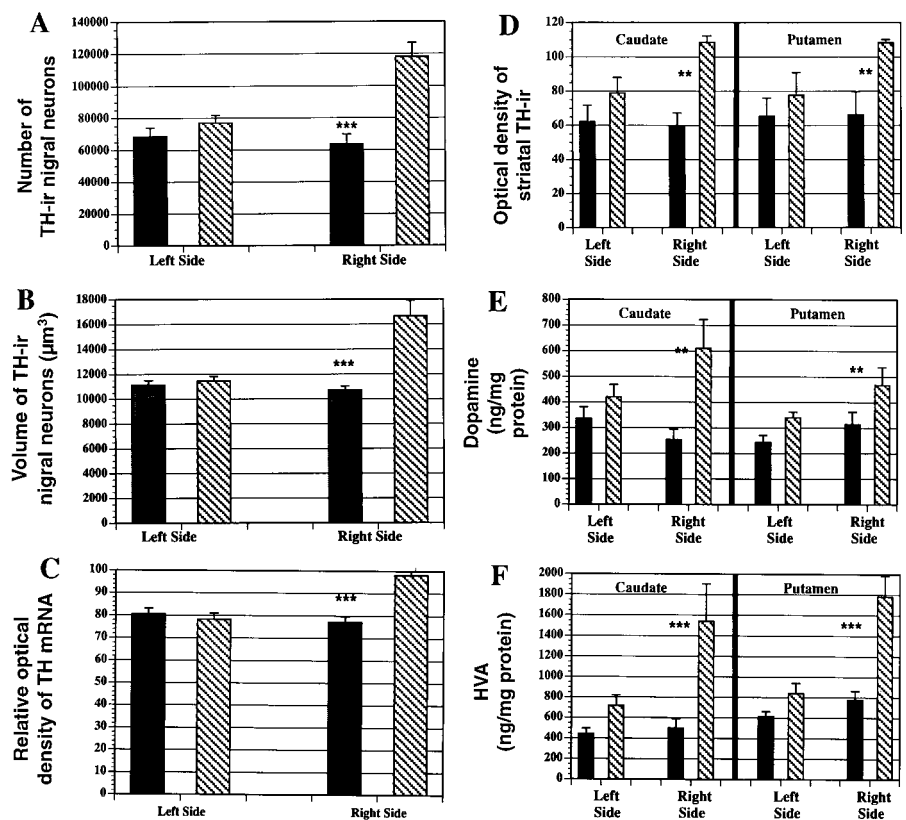 A
Number of
TH-ir nigral neurons
140000
120000
100000
80000
60000
40000
20000
0
***
Left Side
Right Side
B
Volume of TH-ir
nigral neurons (µm³)
18000
16000
14000
12000
10000
8000
6000
4000
2000
0
***
Left Side
Right Side
C
Relative optical
density of TH mRNA
100
90
80
70
60
50
40
30
20
10
0
***
Left Side
Right Side
D
Optical density of
striatal TH-ir
120
100
80
60
40
20
0
Caudate
Putamen
**
**
Left
Side
Right
Side
Left
Side
Right
Side
E
Dopamine
(ng/mg
protein)
800
700
600
500
400
300
200
100
0
Caudate
Putamen
**
**
Left
Side
Right
Side
Left
Side
Right
Side
F
HVA
(ng/mg protein)
2000
1800
1600
1400
1200
1000
800
600
400
200
0
Caudate
Putamen
***
***
Left
Side
Right
Side
Left
Side
Right
Side